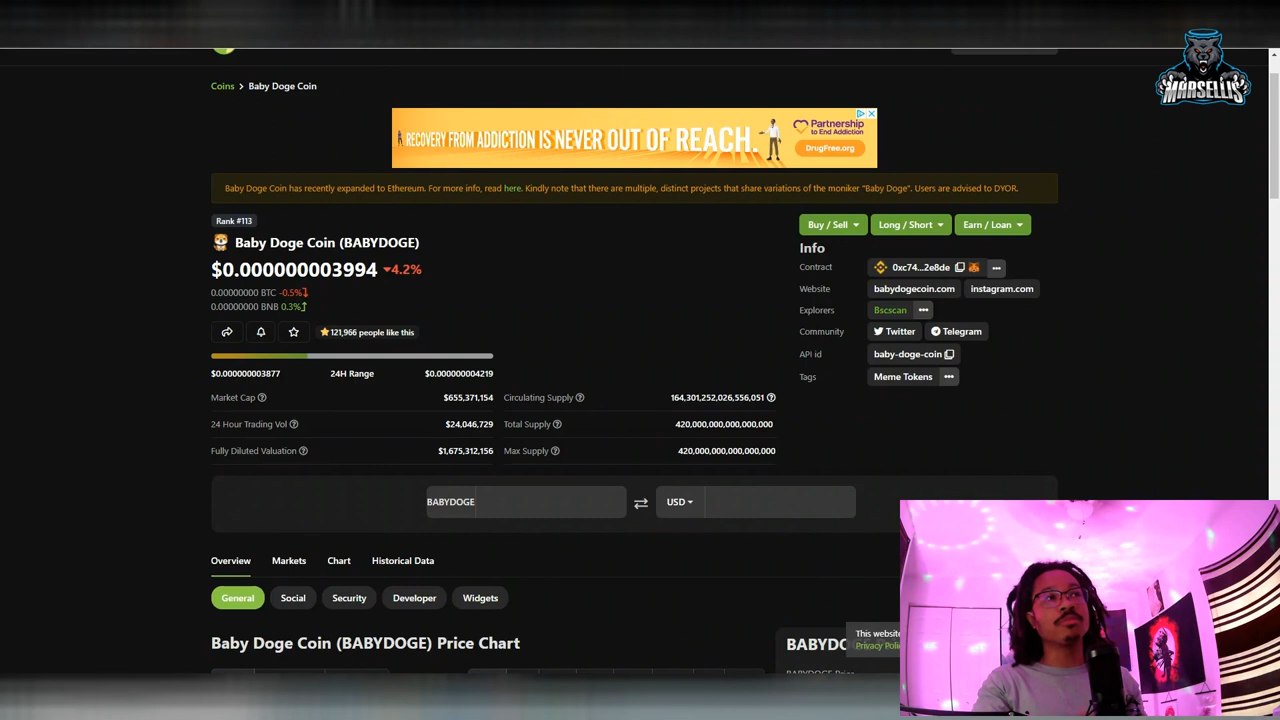 MARSELLIS
Coins > Baby Doge Coin
RECOVERY FROM ADDICTION IS NEVER OUT OF REACH.
Partnership
to End Addiction
DrugFree.org
Baby Doge Coin has recently expanded to Ethereum. For more info, read here. Kindly note that there are multiple, distinct projects that share variations of the moniker "Baby Doge". Users are advised to DYOR.
Rank #113
Baby Doge Coin (BABYDOGE)
$0.000000003994 4.2%
0.00000000 BTC -0.5%
0.00000000 BNB 0.3%
121,966 people like this
$0.000000003877 24H Range $0.000000004219
Market Cap $655,371,154 Circulating Supply 164,301,252,026,556,051
24 Hour Trading Vol $24,046,729 Total Supply 420,000,000,000,000,000
Fully Diluted Valuation $1,675,312,156 Max Supply 420,000,000,000,000,000
Buy / Sell Long / Short Earn / Loan
Info
Contract 0xc74...2e8de
Website babydogecoin.com instagram.com
Explorers Bscscan
Community Twitter Telegram
API id baby-doge-coin
Tags Meme Tokens
BABYDOGE USD
Overview Markets Chart Historical Data
General Social Security Developer Widgets
This website
Baby Doge Coin (BABYDOGE) Price Chart
BABYDO
BABYDOGE Price